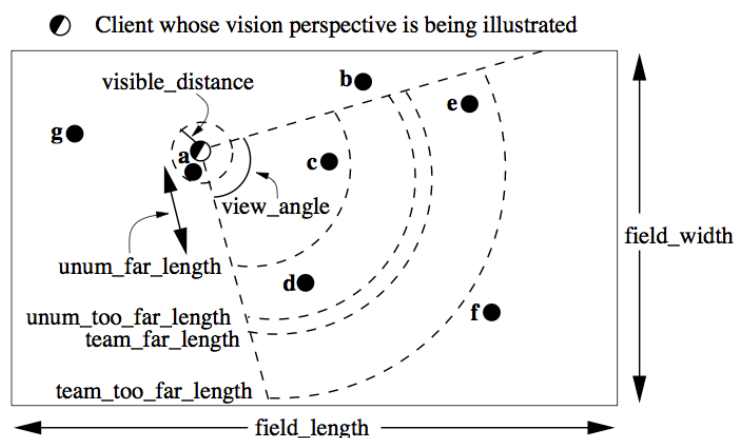 Client whose vision perspective is being illustrated
visible_distance
b
e
g
a
c
view_angle
field_width
unum_far_length
d
unum_too_far_length
f
team_far_length
team_too_far_length
field_length